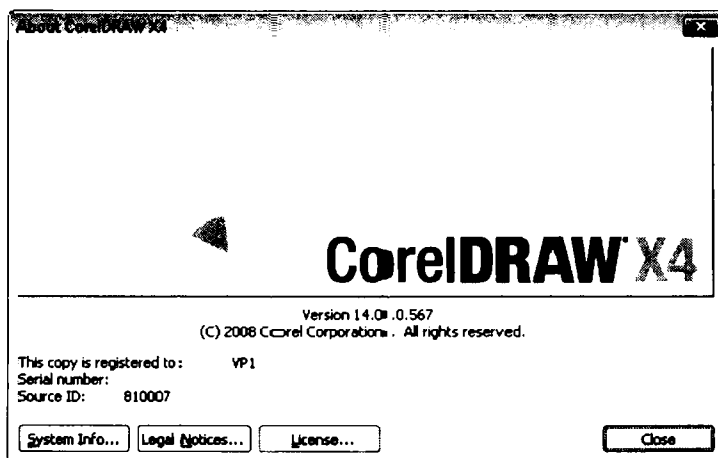 About CorelDRAW X4
CorelDRAW X4
Version 14.0.0.567
(C) 2008 Corel Corporation. All rights reserved.
This copy is registered to: VP1
Serial number:
Source ID: 810007
System Info... Legal Notices... License... Close